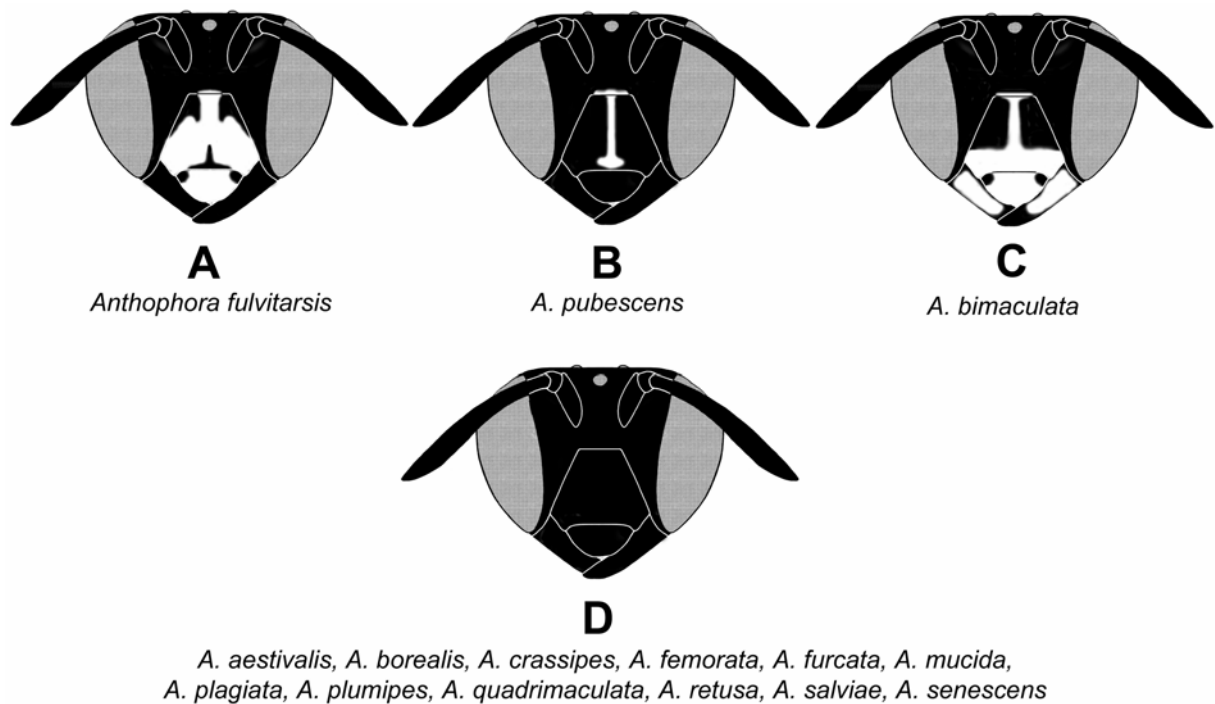 A
Anthophora fulvitarsis
B
A. pubescens
C
A. bimaculata
D
A. aestivalis, A. borealis, A. crassipes, A. femorata, A. furcata, A. mucida,
A. plagiata, A. plumipes, A. quadrimaculata, A. retusa, A. salviae, A. senescens